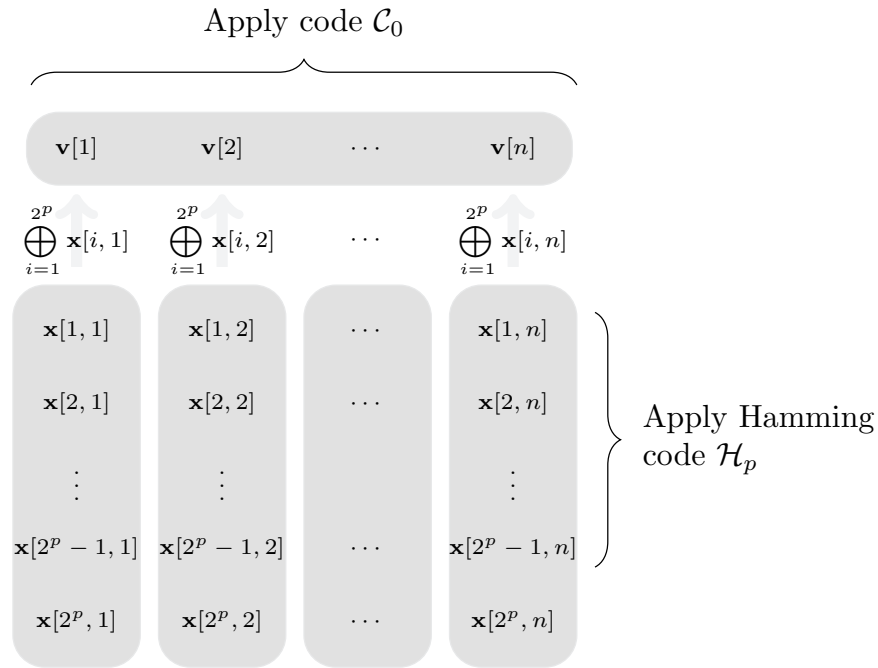 Apply code 𝒞₀
𝐯[1] 𝐯[2] ⋯ 𝐯[n]
⨁_{i=1}^{2^p} 𝐱[i, 1] ⨁_{i=1}^{2^p} 𝐱[i, 2] ⋯ ⨁_{i=1}^{2^p} 𝐱[i, n]
𝐱[1, 1] 𝐱[1, 2] ⋯ 𝐱[1, n]
𝐱[2, 1] 𝐱[2, 2] ⋯ 𝐱[2, n]
Apply Hamming
code ℋ_p
⋮ ⋮ ⋮
𝐱[2^p − 1, 1] 𝐱[2^p − 1, 2] ⋯ 𝐱[2^p − 1, n]
𝐱[2^p, 1] 𝐱[2^p, 2] ⋯ 𝐱[2^p, n]